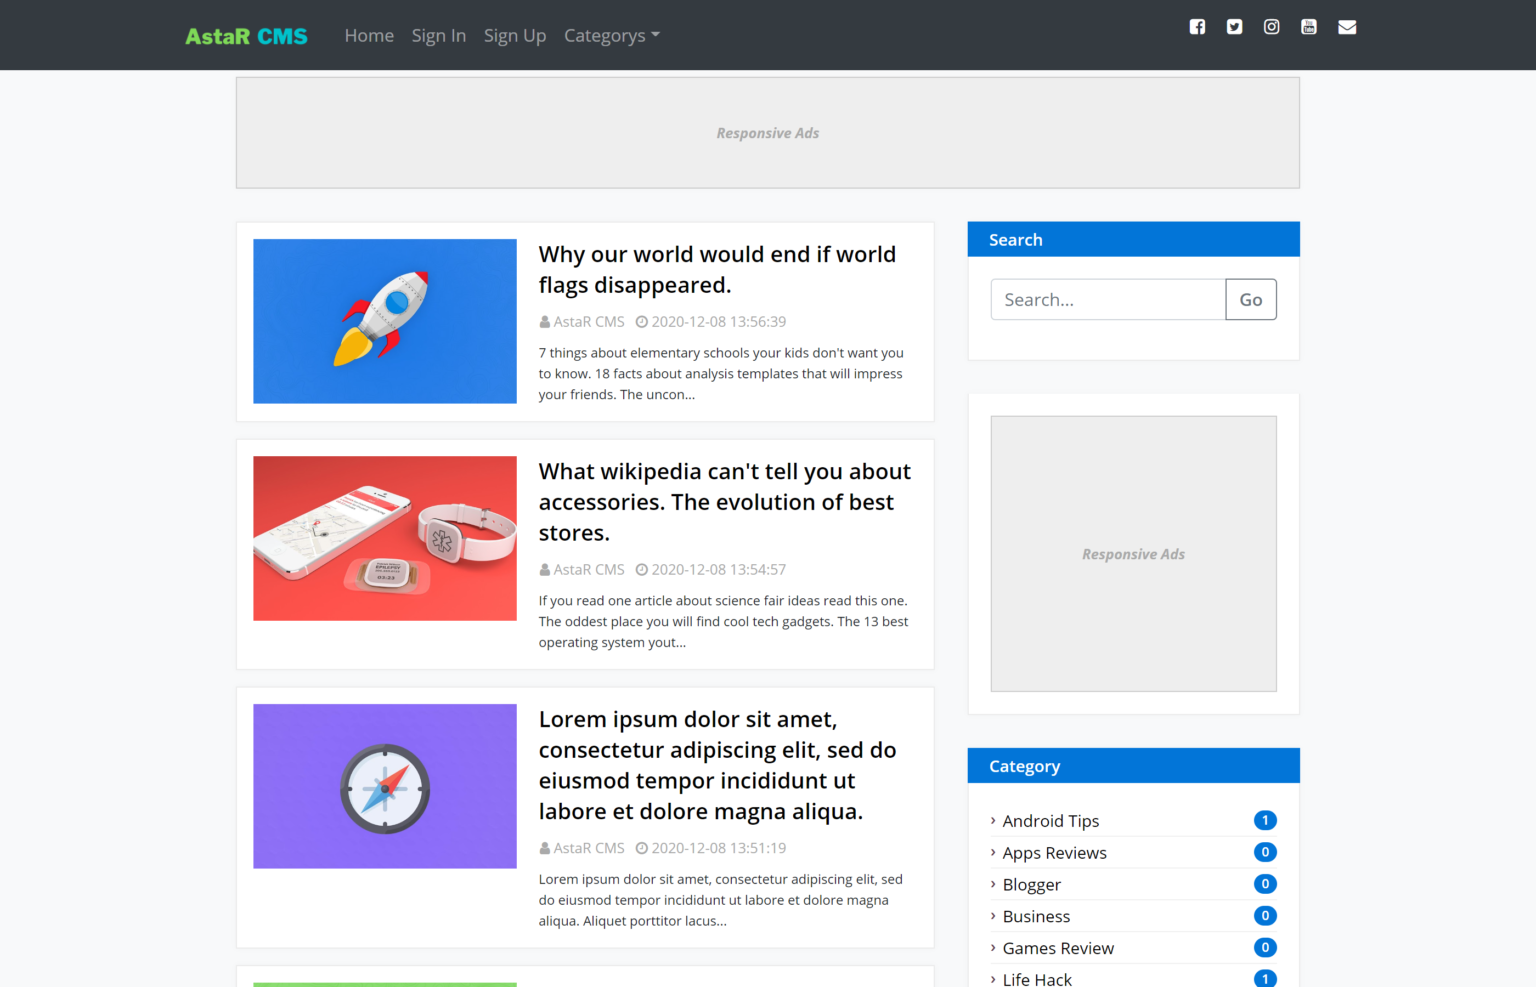 AstaR CMS
Home Sign In Sign Up Categorys
Responsive Ads
Why our world would end if world
flags disappeared.
AstaR CMS 2020-12-08 13:56:39
7 things about elementary schools your kids don't want you
to know. 18 facts about analysis templates that will impress
your friends. The uncon...
What wikipedia can't tell you about
accessories. The evolution of best
stores.
AstaR CMS 2020-12-08 13:54:57
If you read one article about science fair ideas read this one.
The oddest place you will find cool tech gadgets. The 13 best
operating system yout...
EPILEPSY
03:23
Lorem ipsum dolor sit amet,
consectetur adipiscing elit, sed do
eiusmod tempor incididunt ut
labore et dolore magna aliqua.
AstaR CMS 2020-12-08 13:51:19
Lorem ipsum dolor sit amet, consectetur adipiscing elit, sed
do eiusmod tempor incididunt ut labore et dolore magna
aliqua. Aliquet porttitor lacus...
Search
Search... Go
Responsive Ads
Category
› Android Tips 1
› Apps Reviews 0
› Blogger 0
› Business 0
› Games Review 0
› Life Hack 1